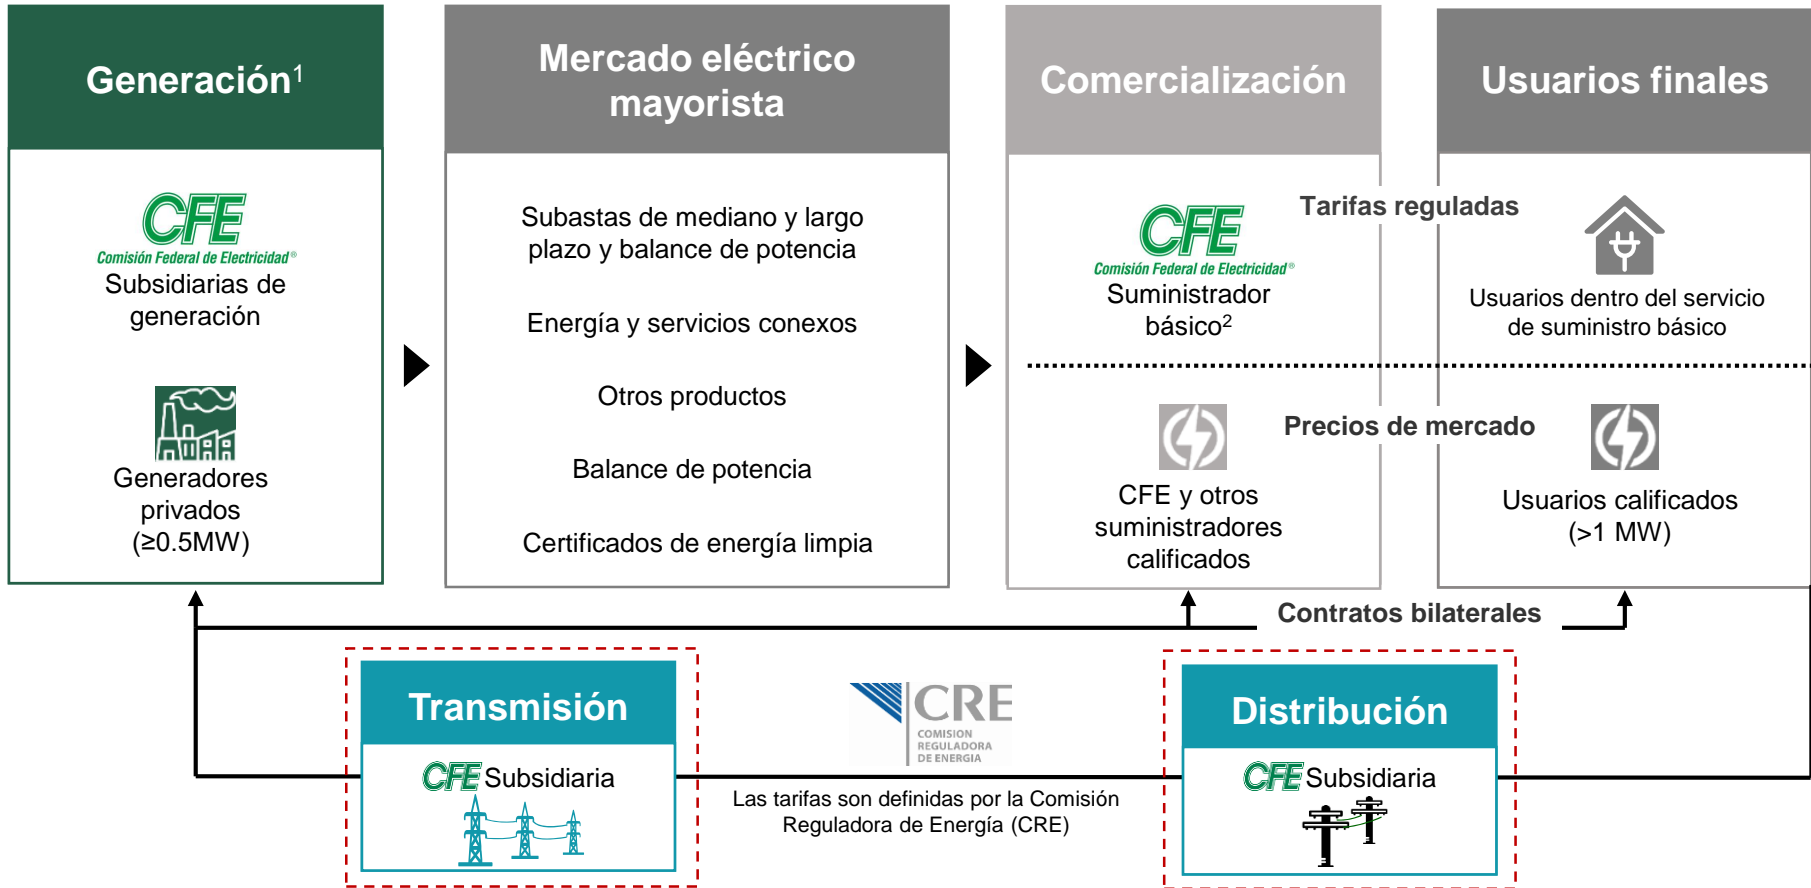 Generación¹
CFE
Comisión Federal de Electricidad®
Subsidiarias de
generación
Generadores
privados
(≥0.5MW)
Mercado eléctrico
mayorista
Subastas de mediano y largo
plazo y balance de potencia
Energía y servicios conexos
Otros productos
Balance de potencia
Certificados de energía limpia
Comercialización
CFE
Comisión Federal de Electricidad®
Suministrador
básico²
CFE y otros
suministradores
calificados
Tarifas reguladas
Precios de mercado
Usuarios finales
Usuarios dentro del servicio
de suministro básico
Usuarios calificados
(>1 MW)
Contratos bilaterales
Transmisión
CFE Subsidiaria
CRE
COMISION
REGULADORA
DE ENERGIA
Las tarifas son definidas por la Comisión
Reguladora de Energía (CRE)
Distribución
CFE Subsidiaria